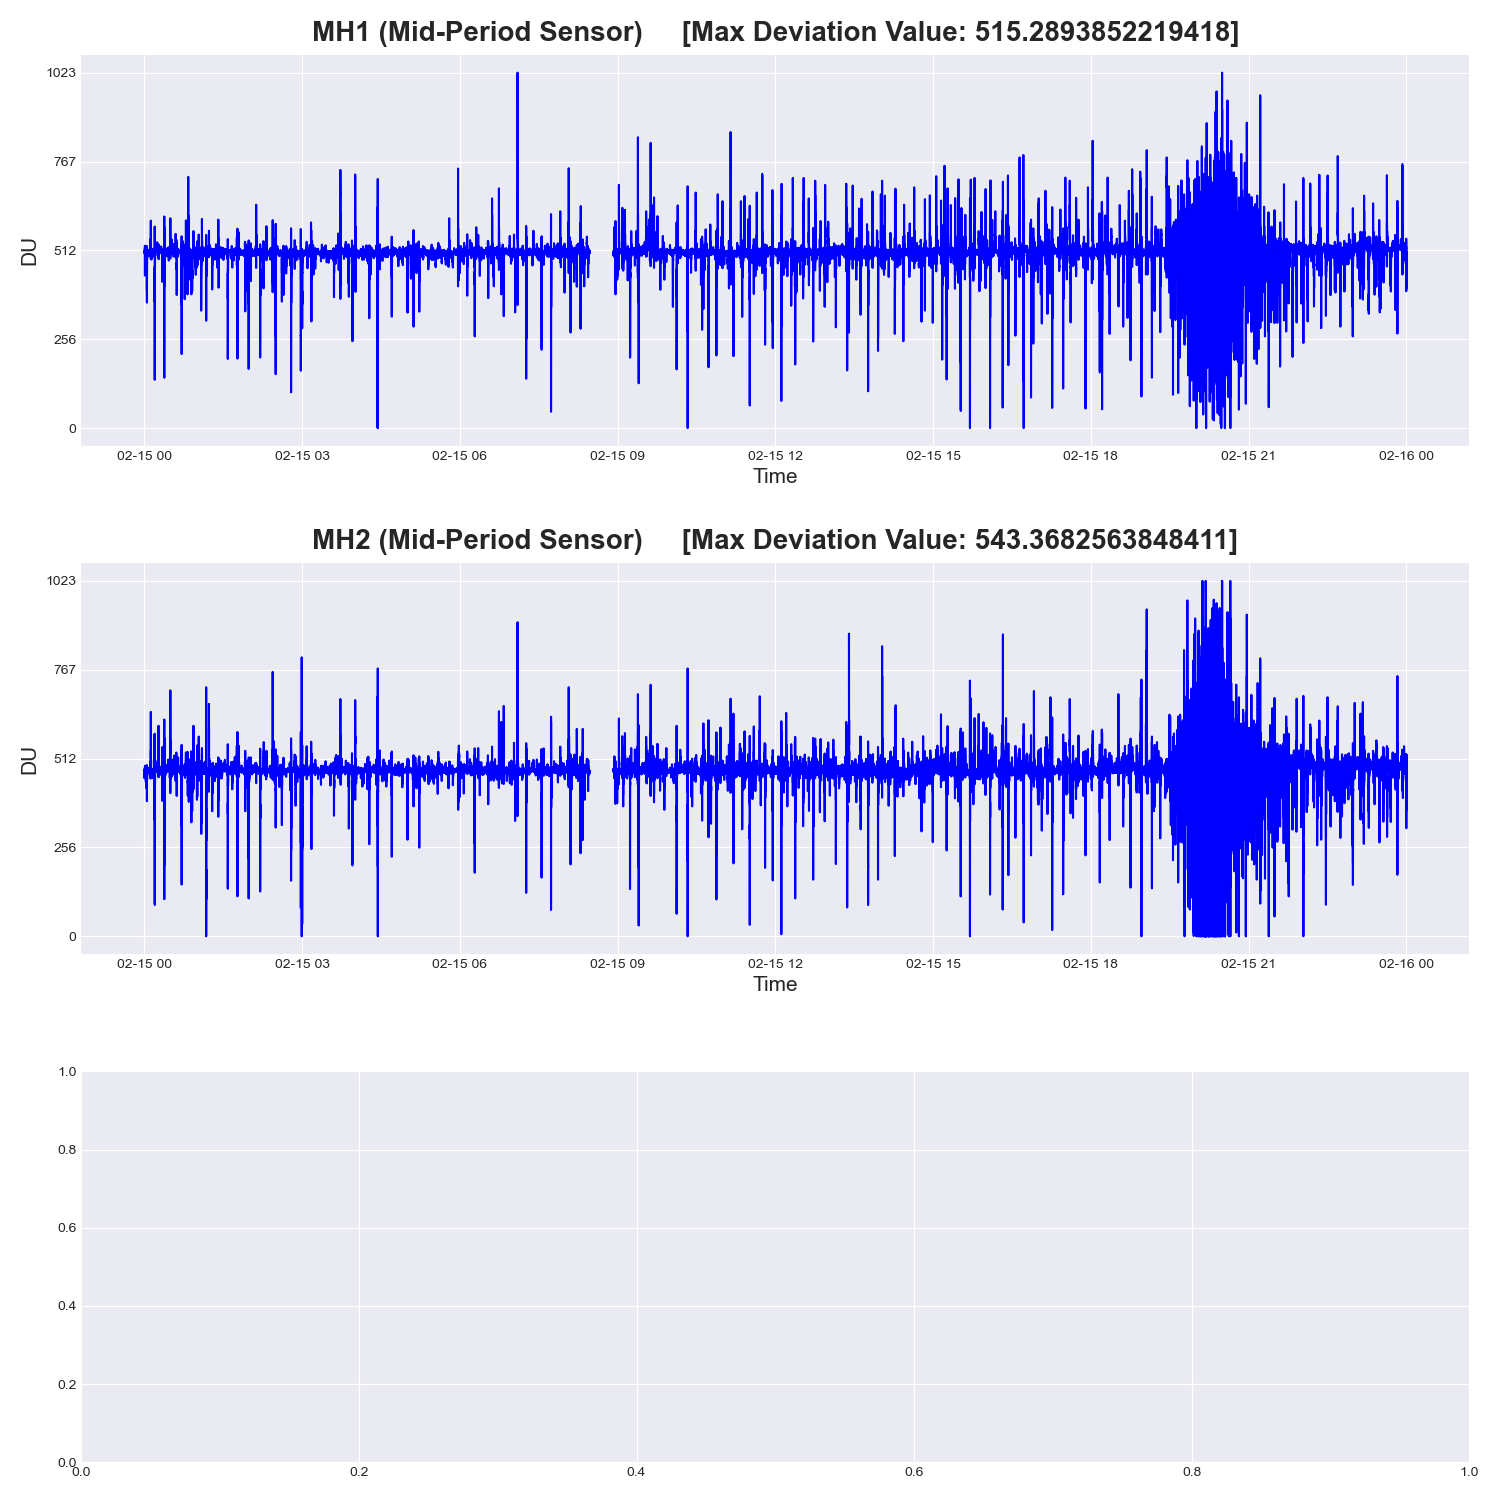 MH1 (Mid-Period Sensor) [Max Deviation Value: 515.2893852219418]
1023
767
512
256
0
DU
02-15 00 02-15 03 02-15 06 02-15 09 02-15 12 02-15 15 02-15 18 02-15 21 02-16 00
Time
MH2 (Mid-Period Sensor) [Max Deviation Value: 543.3682563848411]
1023
767
512
256
0
DU
02-15 00 02-15 03 02-15 06 02-15 09 02-15 12 02-15 15 02-15 18 02-15 21 02-16 00
Time
1.0
0.8
0.6
0.4
0.2
0.0
0.0 0.2 0.4 0.6 0.8 1.0